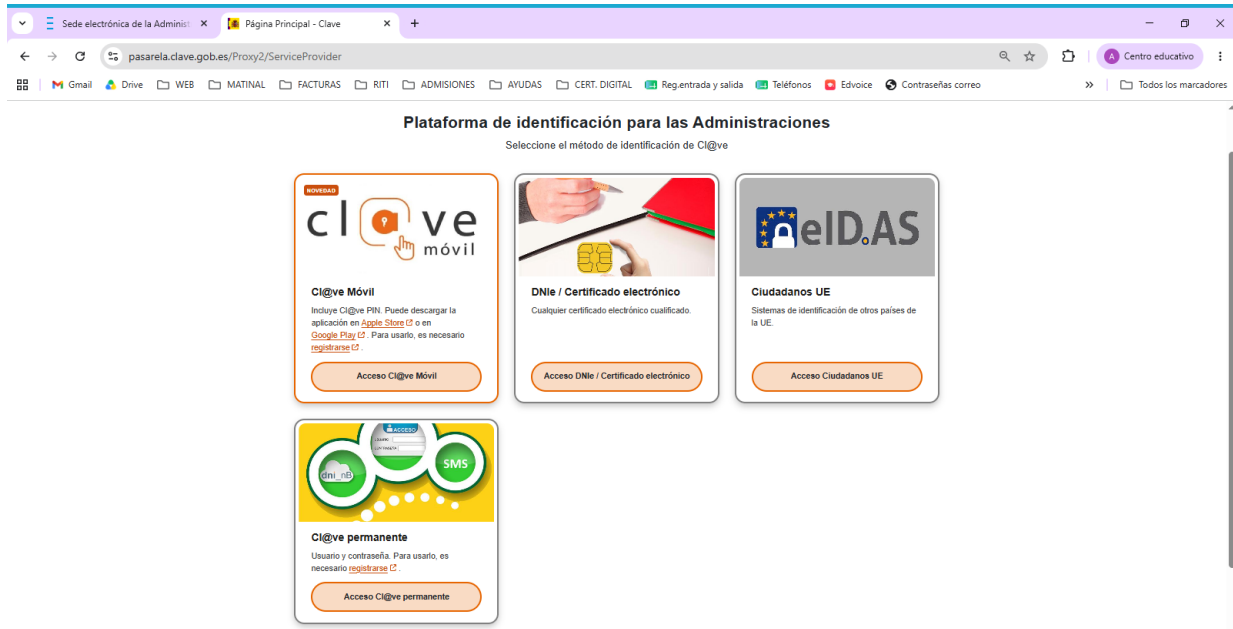 Sede electrónica de la Administ
Página Principal - Clave
pasarela.clave.gob.es/Proxy2/ServiceProvider
A Centro educativo
Gmail Drive WEB MATINAL FACTURAS RITI ADMISIONES AYUDAS CERT. DIGITAL Reg.entrada y salida Teléfonos Edvoice Contraseñas correo » Todos los marcadores
Plataforma de identificación para las Administraciones
Seleccione el método de identificación de Cl@ve
NOVEDAD
cl@ve
móvil
Cl@ve Móvil
Incluye Cl@ve PIN. Puede descargar la
aplicación en Apple Store o en
Google Play . Para usarlo, es necesario
registrarse .
Acceso Cl@ve Móvil
DNIe / Certificado electrónico
Cualquier certificado electrónico cualificado.
Acceso DNIe / Certificado electrónico
eID.AS
Ciudadanos UE
Sistemas de identificación de otros países de
la UE.
Acceso Ciudadanos UE
ACCESO
dni_nB
SMS
Cl@ve permanente
Usuario y contraseña. Para usarlo, es
necesario registrarse .
Acceso Cl@ve permanente